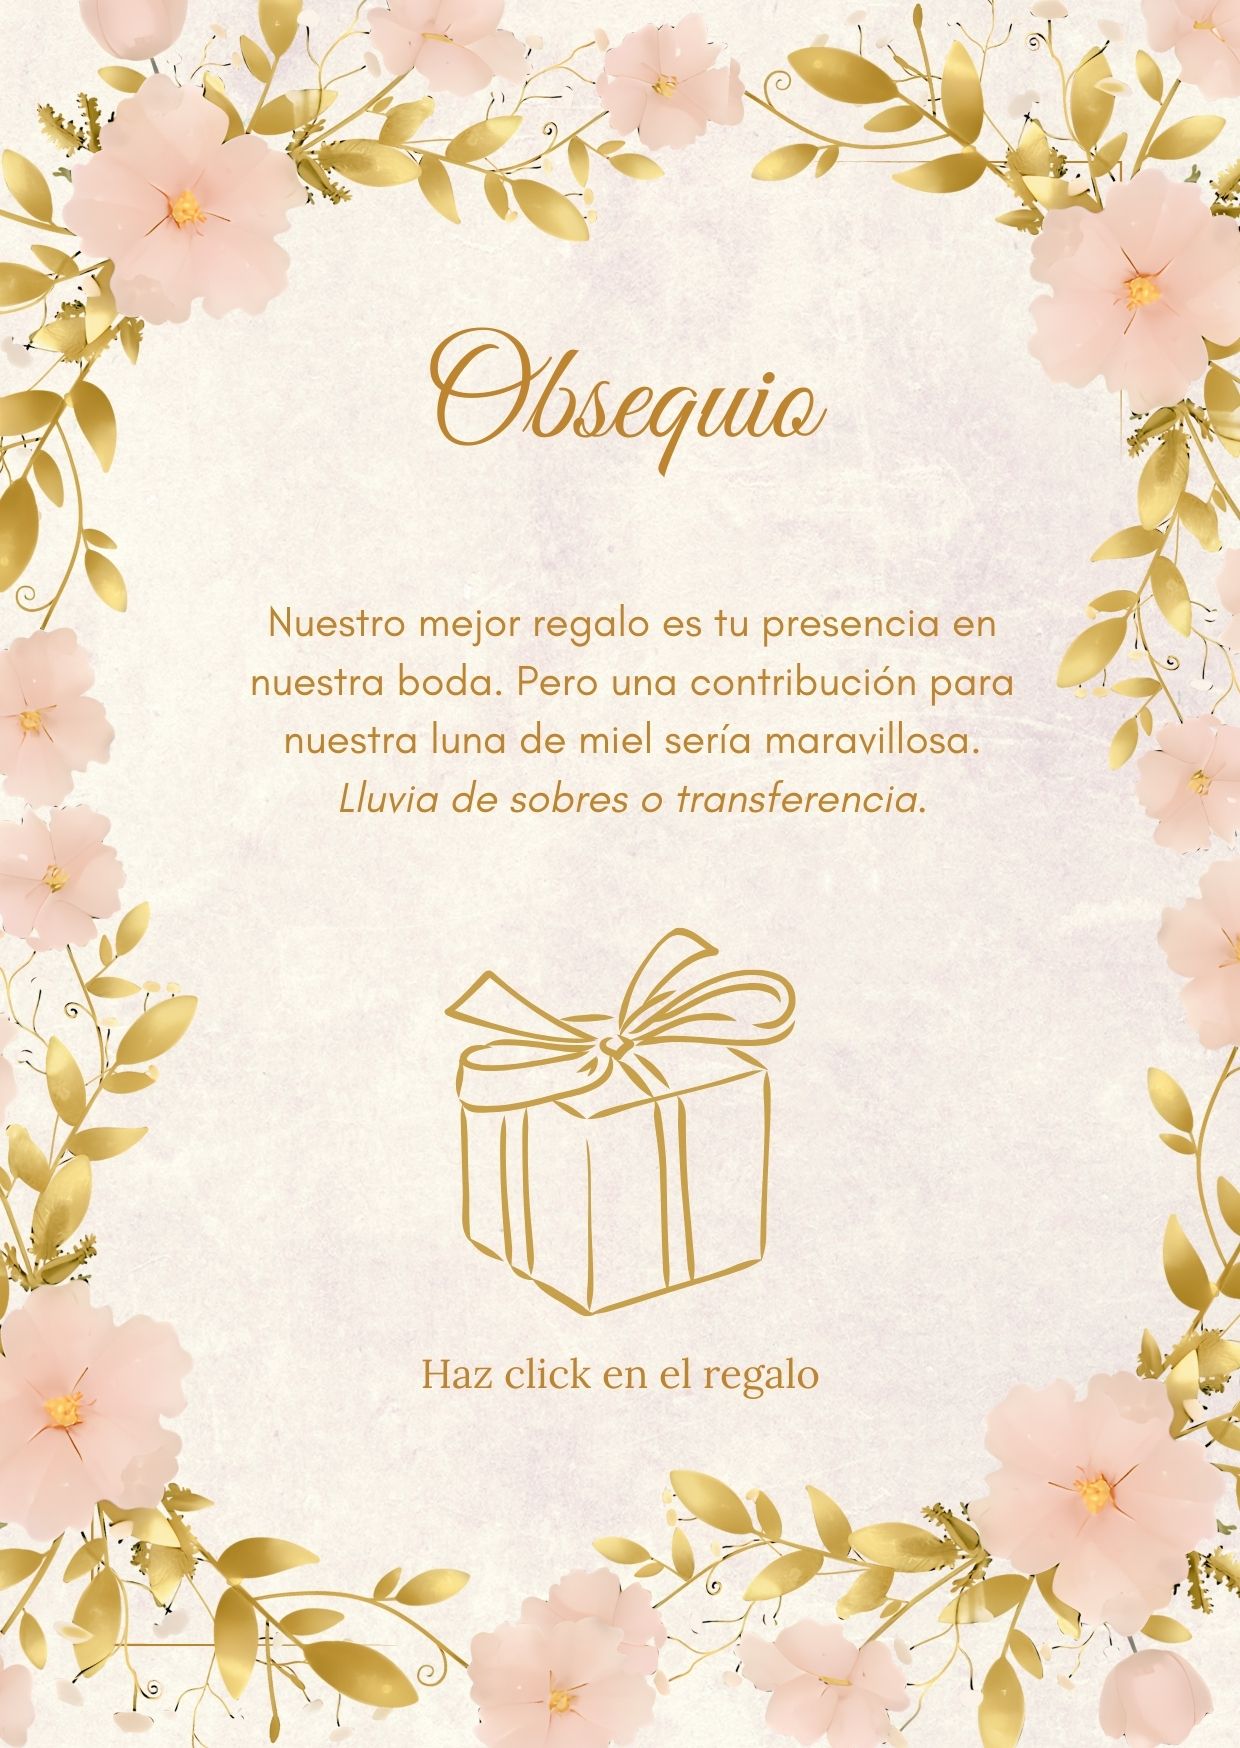 Obsequio
Nuestro mejor regalo es tu presencia en
nuestra boda. Pero una contribución para
nuestra luna de miel sería maravillosa.
Lluvia de sobres o transferencia.
Haz click en el regalo